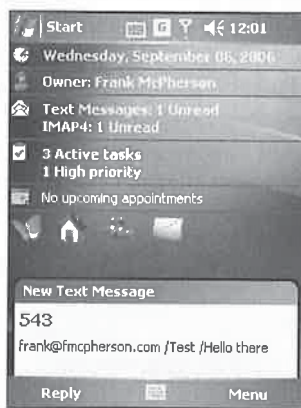 Start 12:01
Wednesday, September 06, 2006
Owner: Frank McPherson
Text Messages: 1 Unread
IMAP4: 1 Unread
3 Active tasks
1 High priority
No upcoming appointments
New Text Message
543
frank@fmcpherson.com /Test /Hello there
Reply Menu